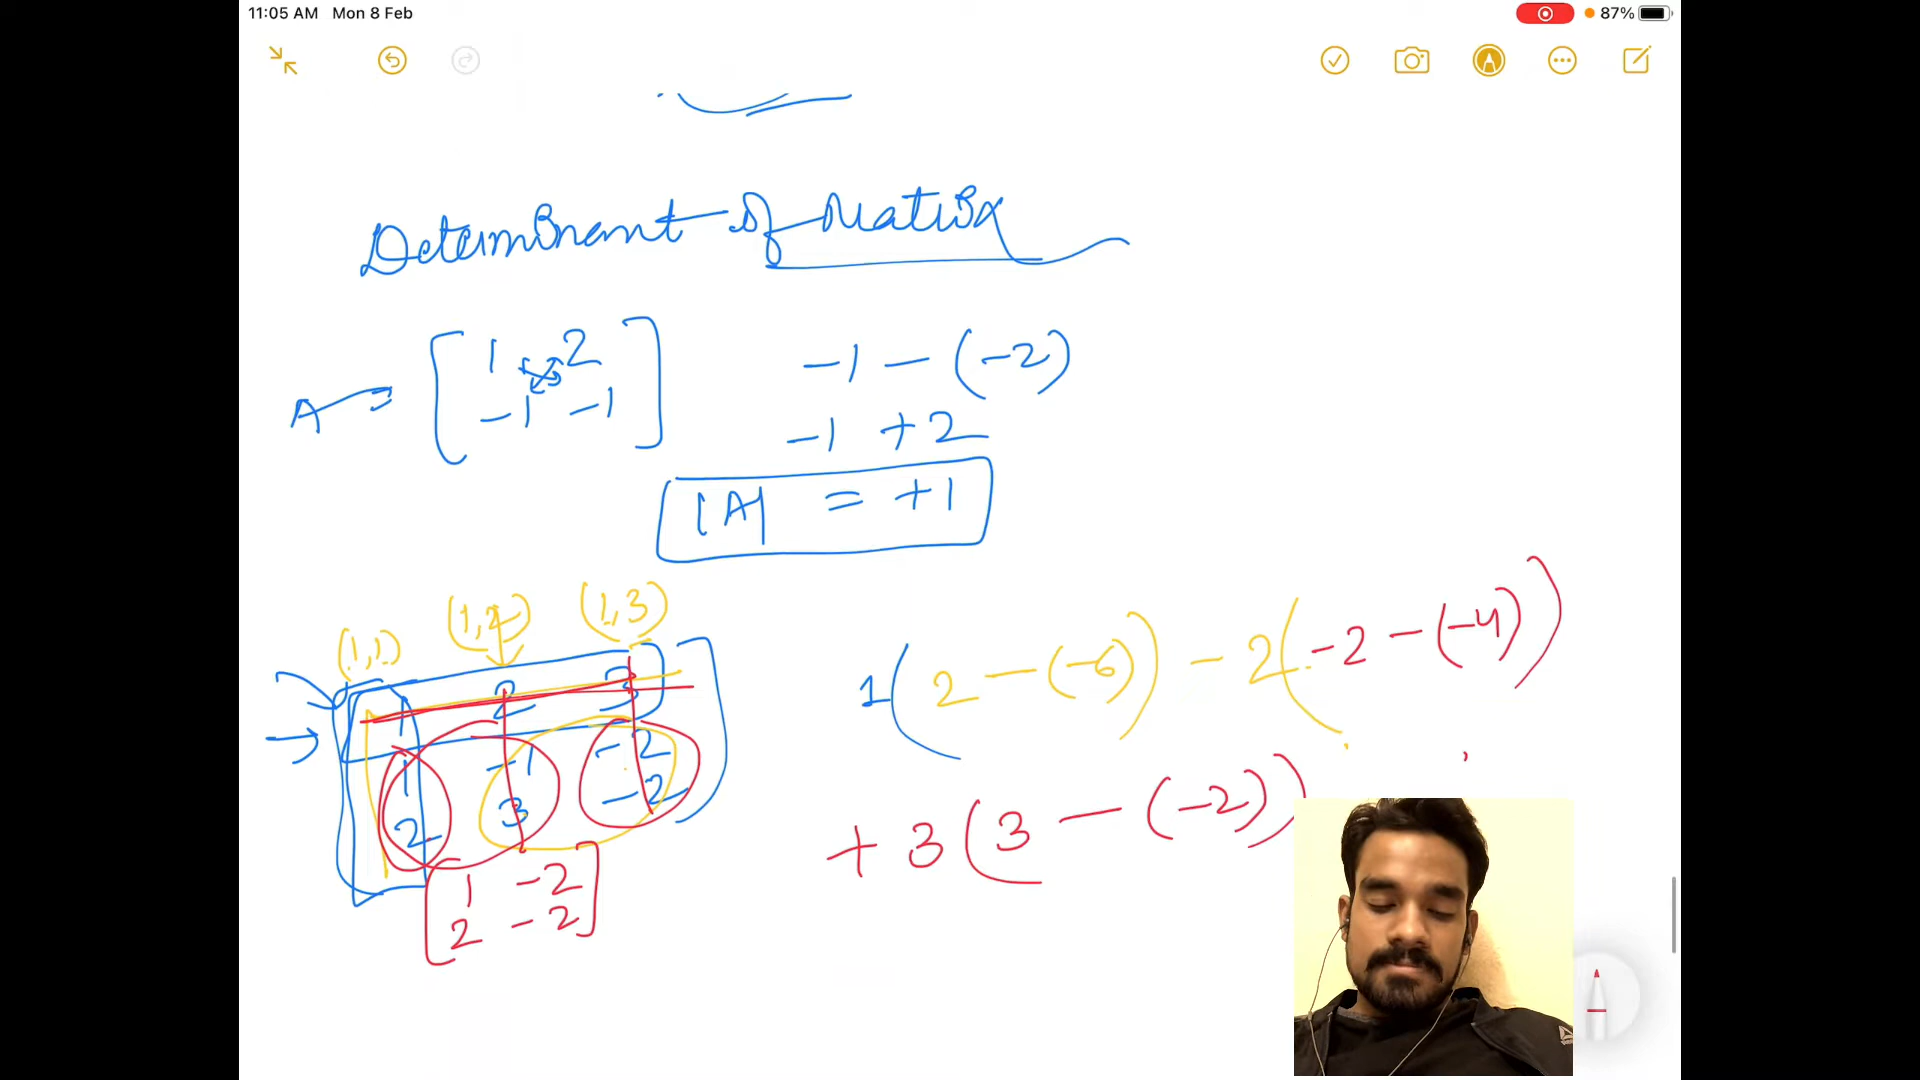 11:05 AM Mon 8 Feb
87%
Determinant of Matrix
A = [ 1 2
-1 -1 ]
-1 - (-2)
-1 + 2
|A| = +1
(1,1) (1,2) (1,3)
1 2 3
1 -1 -2
2 3 -2
1 -2
2 -2
1(2 - (-6)) - 2(-2 - (-4))
+ 3(3 - (-2))